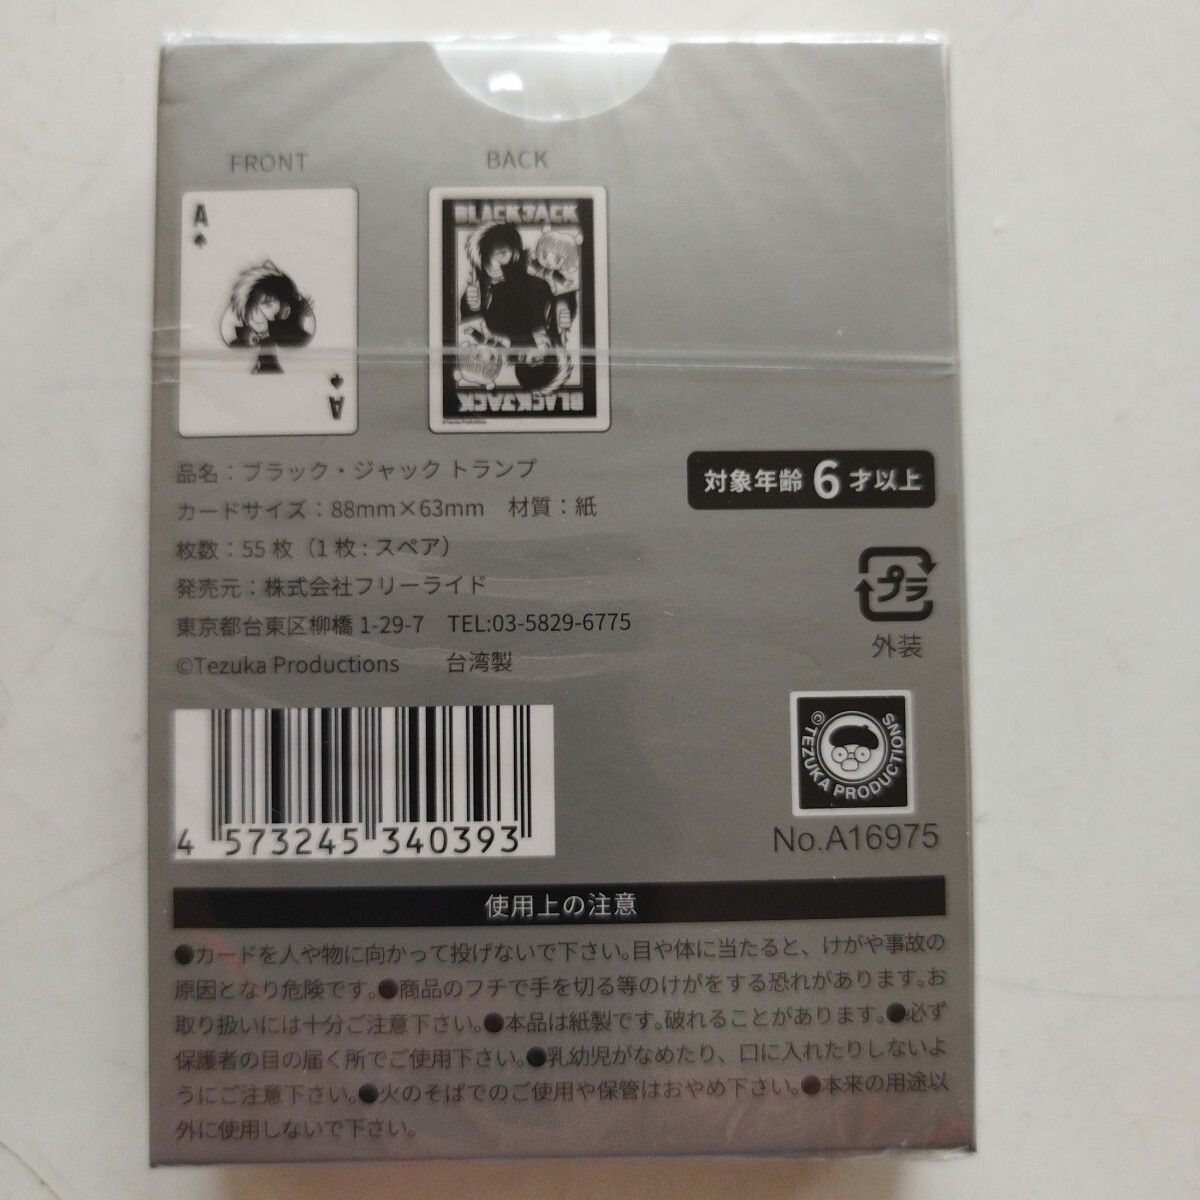 FRONT
BACK
A
A
BLACKJACK
BLACKJACK
©Tezuka Productions
品名：ブラック・ジャック トランプ
カードサイズ：88mm×63mm 材質：紙
枚数：55 枚（1 枚 : スペア）
発売元：株式会社フリーライド
東京都台東区柳橋 1-29-7 TEL:03-5829-6775
©Tezuka Productions 台湾製
対象年齢 6 才以上
プラ
外装
©TEZUKA PRODUCTIONS
No.A16975
4 573245 340393
使用上の注意
●カードを人や物に向かって投げないで下さい。目や体に当たると、けがや事故の
原因となり危険です。●商品のフチで手を切る等のけがをする恐れがあります。お
取り扱いには十分ご注意下さい。●本品は紙製です。破れることがあります。●必ず
保護者の目の届く所でご使用下さい。●乳幼児がなめたり、口に入れたりしないよ
うにご注意下さい。●火のそばでのご使用や保管はおやめ下さい。●本来の用途以
外に使用しないで下さい。